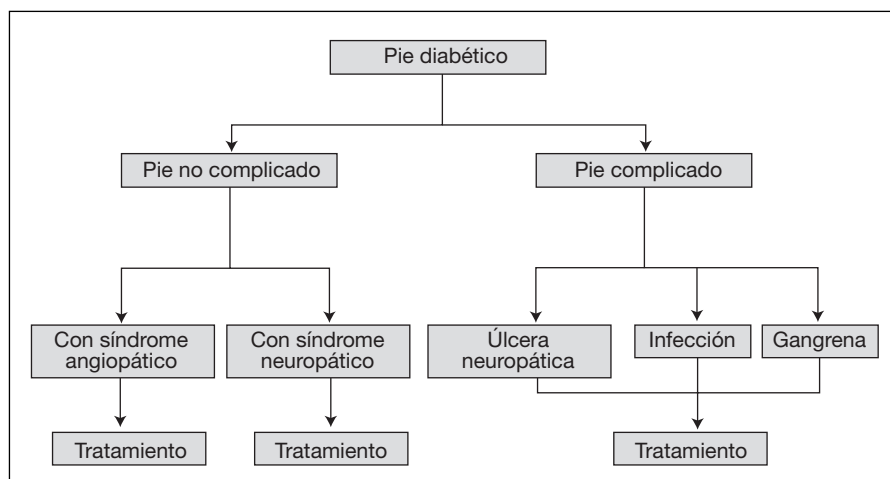 Pie diabético
Pie no complicado
Pie complicado
Con síndrome
angiopático
Con síndrome
neuropático
Úlcera
neuropática
Infección
Gangrena
Tratamiento
Tratamiento
Tratamiento